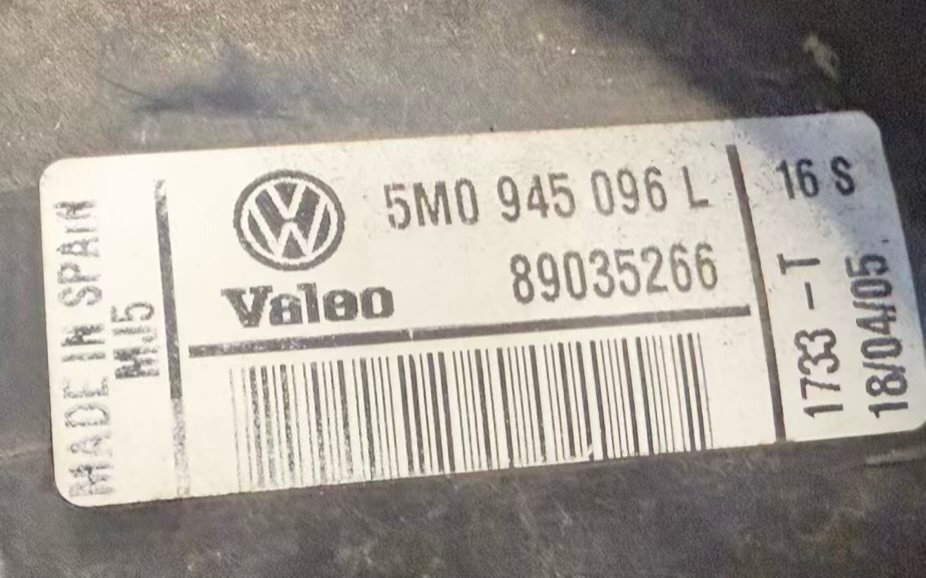 MADE IN SPAIN
MJ5
5M0 945 096 L
Valeo
89035266
16 S
1733-T
18/04/05